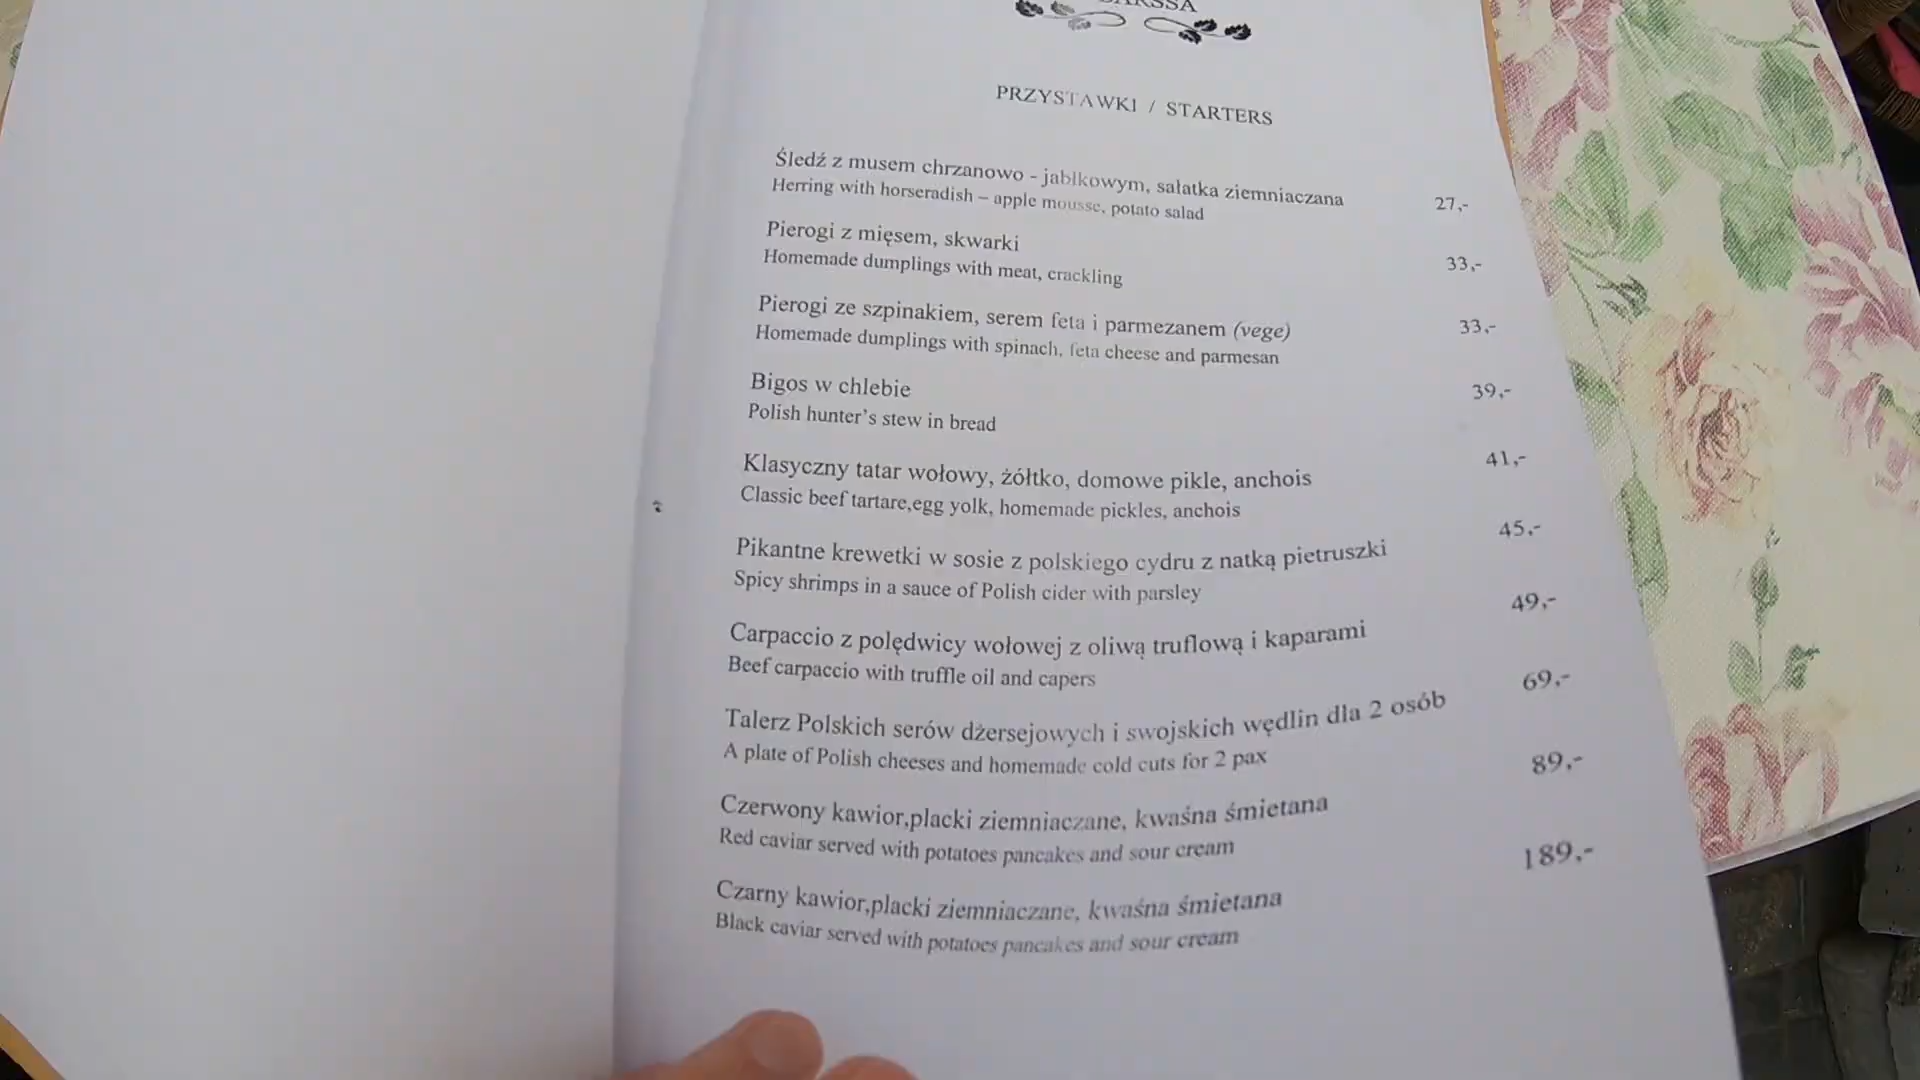 PRZYSTAWKI / STARTERS
Śledź z musem chrzanowo - jabłkowym, sałatka ziemniaczana 27,-
Herring with horseradish – apple mousse, potato salad
Pierogi z mięsem, skwarki 33,-
Homemade dumplings with meat, crackling
Pierogi ze szpinakiem, serem feta i parmezanem (vege) 33,-
Homemade dumplings with spinach, feta cheese and parmesan
Bigos w chlebie 39,-
Polish hunter's stew in bread
Klasyczny tatar wołowy, żółtko, domowe pikle, anchois 41,-
Classic beef tartare,egg yolk, homemade pickles, anchois
Pikantne krewetki w sosie z polskiego cydru z natką pietruszki 45,-
Spicy shrimps in a sauce of Polish cider with parsley
Carpaccio z polędwicy wołowej z oliwą truflową i kaparami 49,-
Beef carpaccio with truffle oil and capers
Talerz Polskich serów dżersejowych i swojskich wędlin dla 2 osób 69,-
A plate of Polish cheeses and homemade cold cuts for 2 pax
Czerwony kawior,placki ziemniaczane, kwaśna śmietana 89,-
Red caviar served with potatoes pancakes and sour cream
Czarny kawior,placki ziemniaczane, kwaśna śmietana 189,-
Black caviar served with potatoes pancakes and sour cream